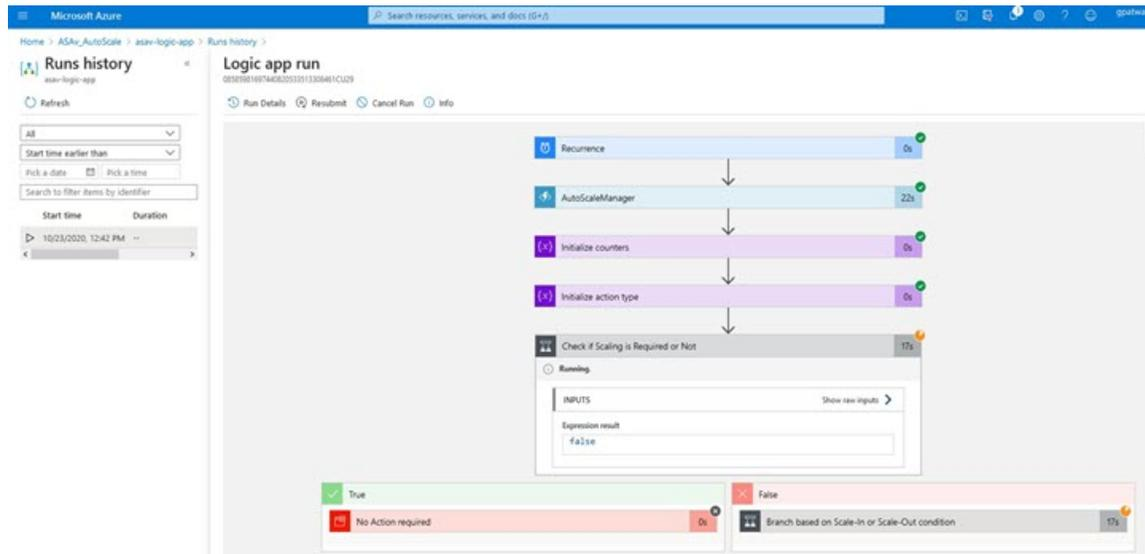 Microsoft Azure
Search resources, services, and docs (G+/)
gpatwa
Home > ASAv_AutoScale > asav-logic-app > Runs history >
Runs history
asav-logic-app
Refresh
All
Start time earlier than
Pick a date
Pick a time
Search to filter items by identifier
Start time Duration
10/23/2020, 12:42 PM --
Logic app run
Run Details Resubmit Cancel Run Info
Recurrence 0s
AutoScaleManager 22s
Initialize counters 0s
Initialize action type 0s
Check if Scaling is Required or Not 17s
Running.
INPUTS Show raw inputs
Expression result
false
True
No Action required 0s
False
Branch based on Scale-In or Scale-Out condition 17s